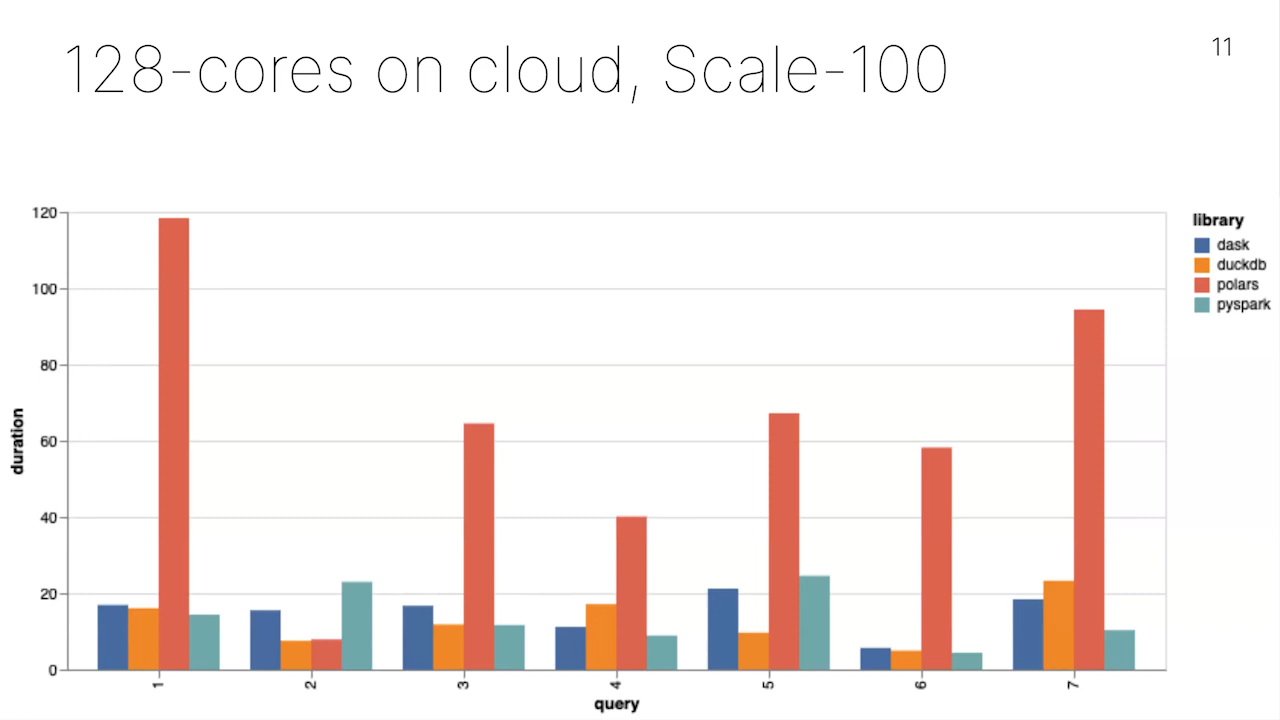 128-cores on cloud, Scale-100
11
120
100
80
60
40
20
0
duration
1
2
3
4
5
6
7
query
library
dask
duckdb
polars
pyspark